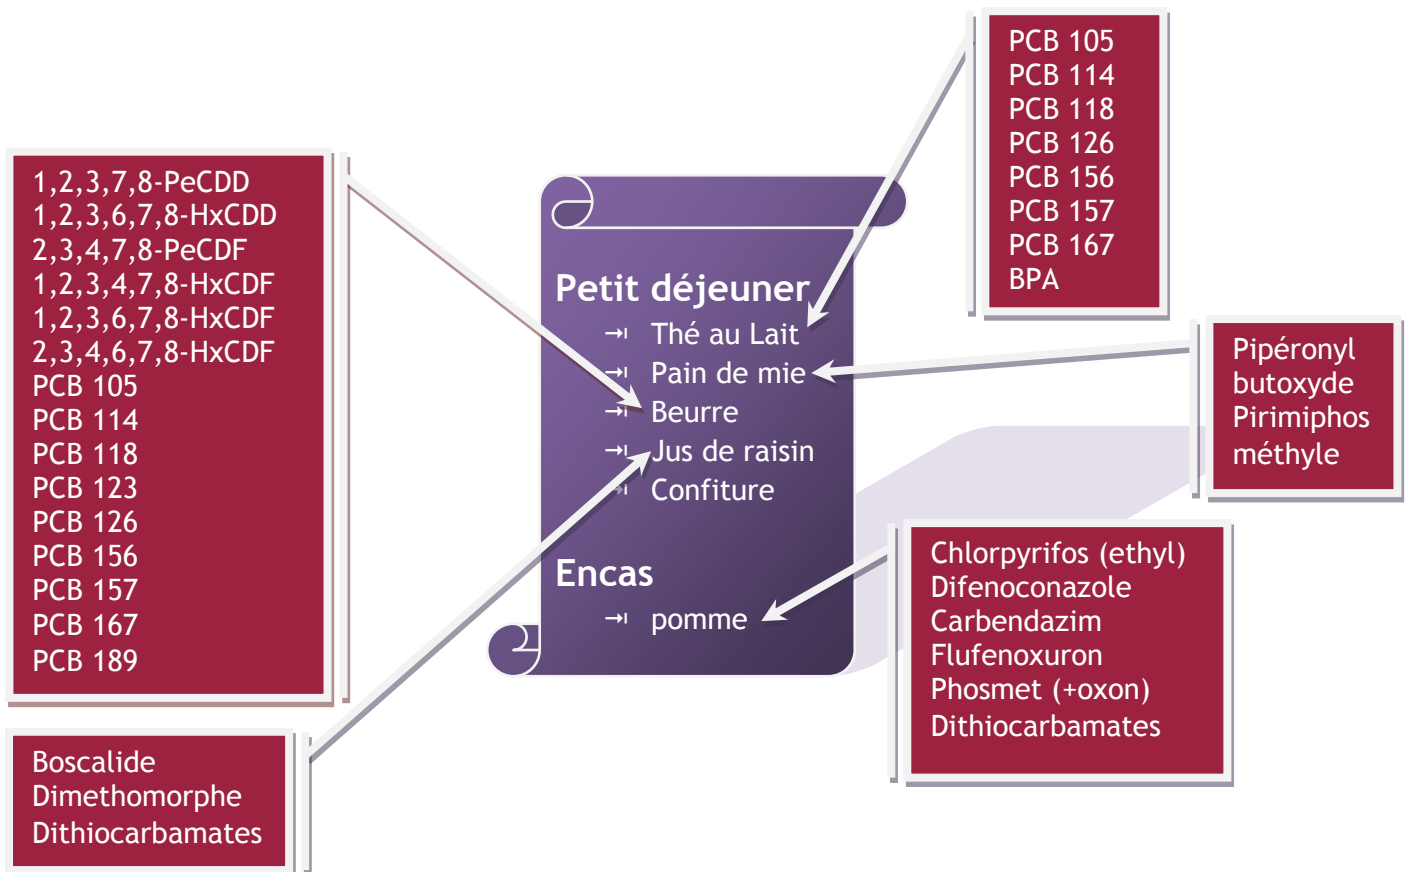 PCB 105
PCB 114
PCB 118
PCB 126
PCB 156
PCB 157
PCB 167
BPA
1,2,3,7,8-PeCDD
1,2,3,6,7,8-HxCDD
2,3,4,7,8-PeCDF
1,2,3,4,7,8-HxCDF
1,2,3,6,7,8-HxCDF
2,3,4,6,7,8-HxCDF
PCB 105
PCB 114
PCB 118
PCB 123
PCB 126
PCB 156
PCB 157
PCB 167
PCB 189
Petit déjeuner
Thé au Lait
Pain de mie
Beurre
Jus de raisin
Confiture
Encas
pomme
Pipéronyl
butoxyde
Pirimiphos
méthyle
Chlorpyrifos (ethyl)
Difenoconazole
Carbendazim
Flufenoxuron
Phosmet (+oxon)
Dithiocarbamates
Boscalide
Dimethomorphe
Dithiocarbamates